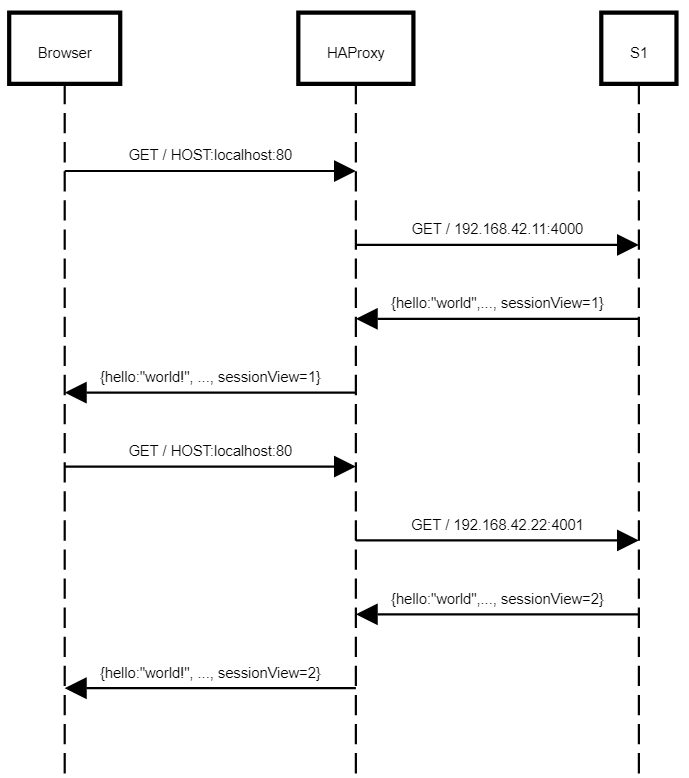 Browser
HAProxy
S1
GET / HOST:localhost:80
GET / 192.168.42.11:4000
{hello:"world",..., sessionView=1}
{hello:"world!", ..., sessionView=1}
GET / HOST:localhost:80
GET / 192.168.42.22:4001
{hello:"world",..., sessionView=2}
{hello:"world!", ..., sessionView=2}